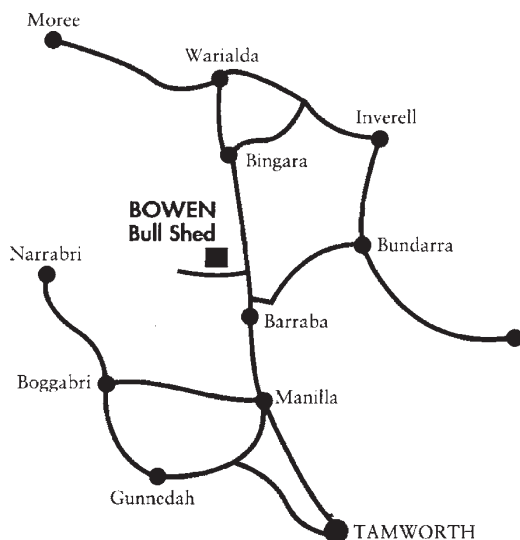 Moree
Warialda
Inverell
Bingara
BOWEN
Bull Shed
Narrabri
Bundarra
Barraba
Boggabri
Manilla
Gunnedah
TAMWORTH